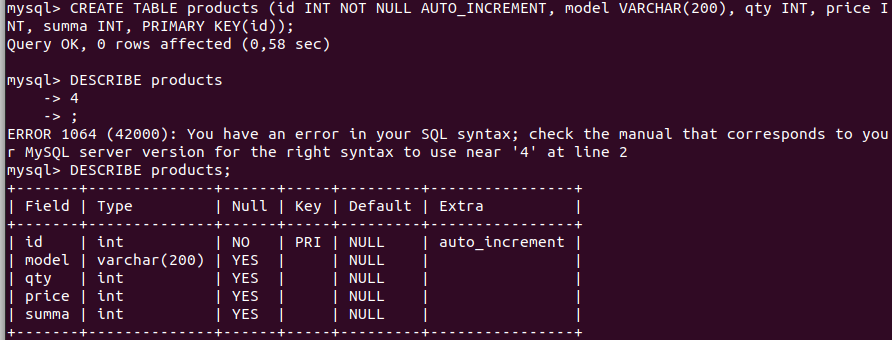 mysql> CREATE TABLE products (id INT NOT NULL AUTO_INCREMENT, model VARCHAR(200), qty INT, price I
NT, summa INT, PRIMARY KEY(id));
Query OK, 0 rows affected (0,58 sec)

mysql> DESCRIBE products
    -> 4
    -> ;
ERROR 1064 (42000): You have an error in your SQL syntax; check the manual that corresponds to you
r MySQL server version for the right syntax to use near '4' at line 2
mysql> DESCRIBE products;
+-------+--------------+------+-----+---------+----------------+
| Field | Type         | Null | Key | Default | Extra          |
+-------+--------------+------+-----+---------+----------------+
| id    | int          | NO   | PRI | NULL    | auto_increment |
| model | varchar(200) | YES  |     | NULL    |                |
| qty   | int          | YES  |     | NULL    |                |
| price | int          | YES  |     | NULL    |                |
| summa | int          | YES  |     | NULL    |                |
+-------+--------------+------+-----+---------+----------------+